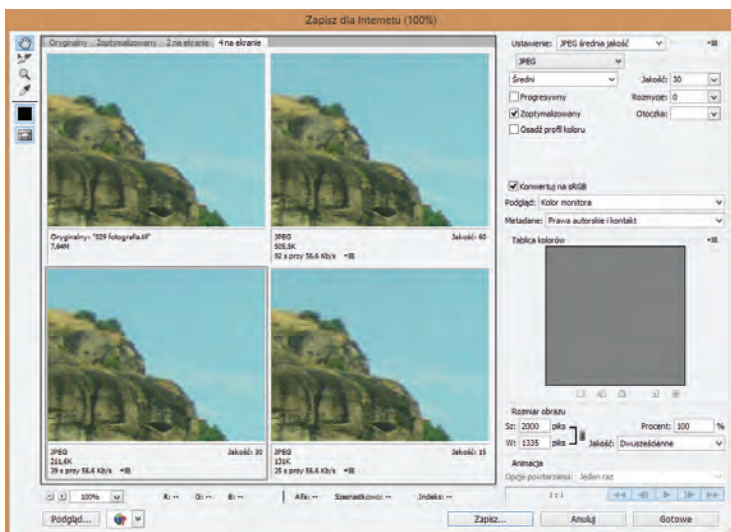 Zapisz dla Internetu (100%)
Oryginalny Zoptymalizowany 2 na ekranie 4 na ekranie
Oryginalny: "029 fotografia.tif"
7,64M
JPEG Jakość: 60
505,5K
92 s przy 56,6 Kb/s
JPEG Jakość: 30
211,6K
39 s przy 56,6 Kb/s
JPEG Jakość: 15
131K
25 s przy 56,6 Kb/s
Ustawienie: JPEG średnia jakość
JPEG
Średni Jakość: 30
Progresywny Rozmycie: 0
Zoptymalizowany Otoczka:
Osadź profil koloru
Konwertuj na sRGB
Podgląd: Kolor monitora
Metadane: Prawa autorskie i kontakt
Tablica kolorów
Rozmiar obrazu
Sz: 2000 piks Procent: 100 %
W: 1335 piks Jakość: Dwusześcienne
Animacja
Opcje powtarzania: Jeden raz
1 z 1
100% R: -- G: -- B: -- Alfa: -- Szesnastkowo: -- Indeks: --
Podgląd... Zapisz... Anuluj Gotowe